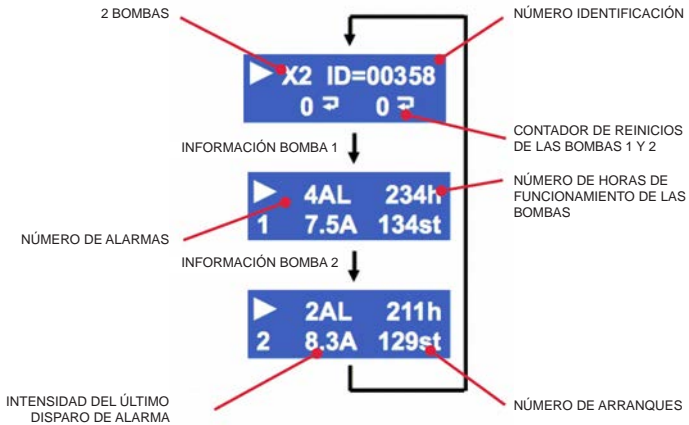 2 BOMBAS
NÚMERO IDENTIFICACIÓN
X2 ID=00358
0 0
CONTADOR DE REINICIOS
DE LAS BOMBAS 1 Y 2
INFORMACIÓN BOMBA 1
4AL 234h
1 7.5A 134st
NÚMERO DE HORAS DE
FUNCIONAMIENTO DE LAS
BOMBAS
NÚMERO DE ALARMAS
INFORMACIÓN BOMBA 2
2AL 211h
2 8.3A 129st
INTENSIDAD DEL ÚLTIMO
DISPARO DE ALARMA
NÚMERO DE ARRANQUES